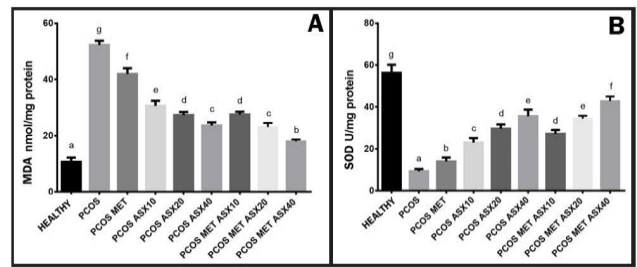 A
MDA nmol/mg protein
60
40
20
0
a
g
f
e
d
c
d
c
b
HEALTHY
PCOS
PCOS MET
PCOS ASX10
PCOS ASX20
PCOS ASX40
PCOS MET ASX10
PCOS MET ASX20
PCOS MET ASX40
B
SOD U/mg protein
80
60
40
20
0
g
a
b
c
d
e
d
e
f
HEALTHY
PCOS
PCOS MET
PCOS ASX10
PCOS ASX20
PCOS ASX40
PCOS MET ASX10
PCOS MET ASX20
PCOS MET ASX40